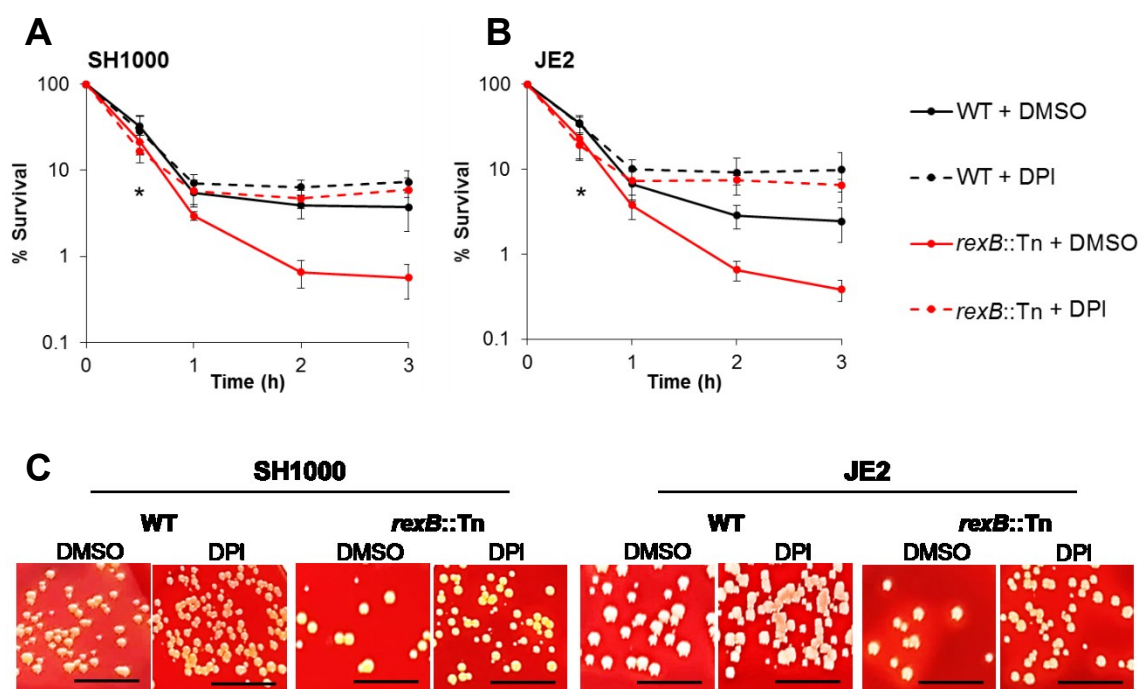 A
SH1000
% Survival
100
10
1
0.1
*
0 1 2 3
Time (h)
B
JE2
% Survival
100
10
1
0.1
*
0 1 2 3
Time (h)
WT + DMSO
WT + DPI
rexB::Tn + DMSO
rexB::Tn + DPI
C
SH1000 JE2
WT rexB::Tn WT rexB::Tn
DMSO DPI DMSO DPI DMSO DPI DMSO DPI